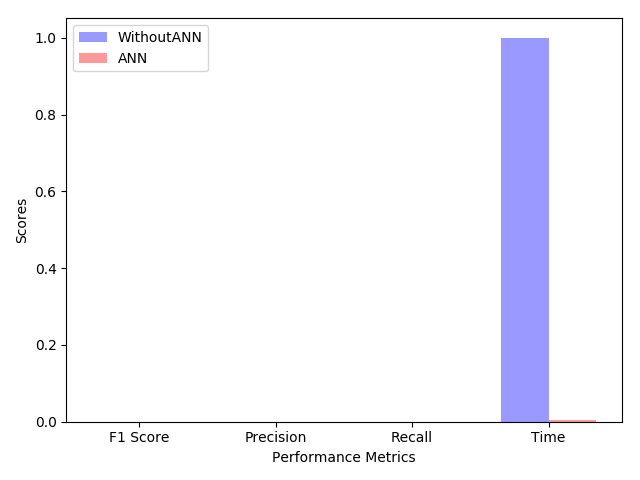 WithoutANN
ANN
1.0
0.8
0.6
0.4
0.2
0.0
Scores
F1 Score Precision Recall Time
Performance Metrics